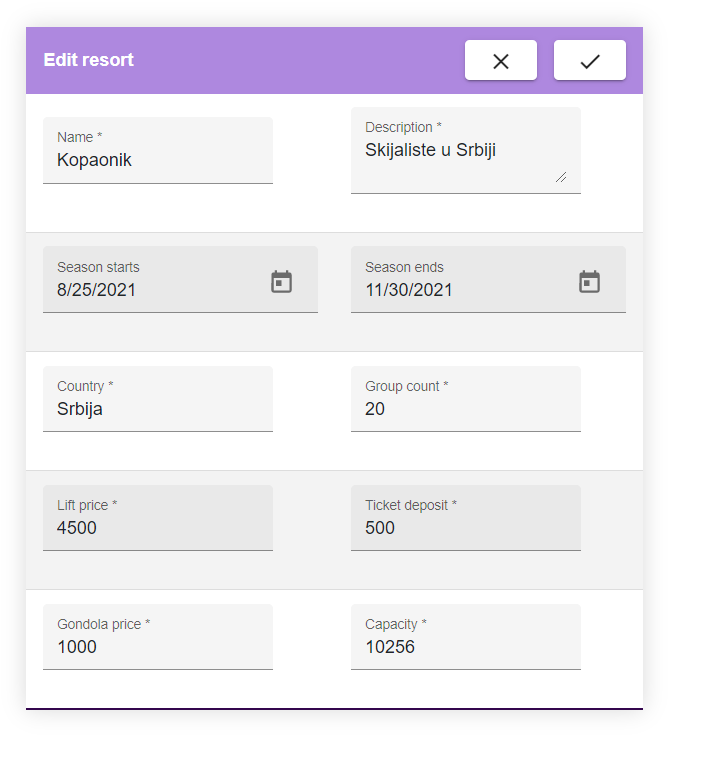 Edit resort
Name *
Kopaonik
Description *
Skijaliste u Srbiji
Season starts
8/25/2021
Season ends
11/30/2021
Country *
Srbija
Group count *
20
Lift price *
4500
Ticket deposit *
500
Gondola price *
1000
Capacity *
10256